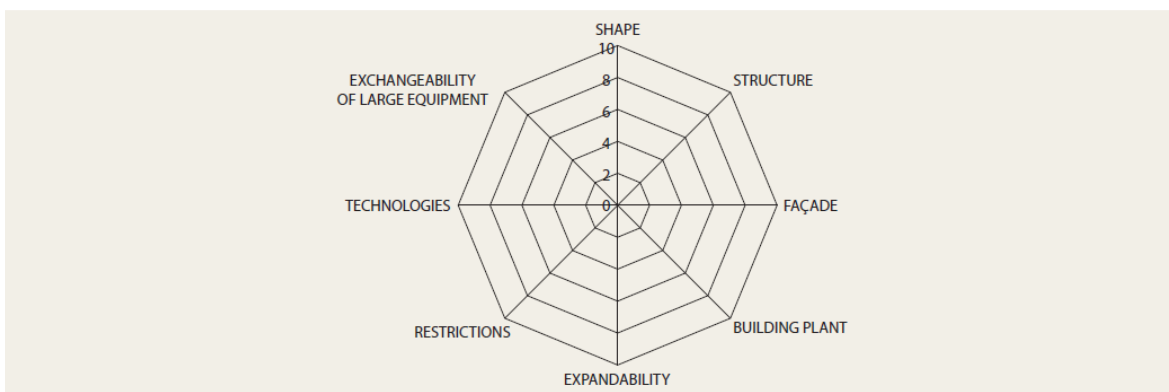 SHAPE
10
EXCHANGEABILITY
OF LARGE EQUIPMENT
8
STRUCTURE
6
4
2
TECHNOLOGIES
0
FAÇADE
RESTRICTIONS
BUILDING PLANT
EXPANDABILITY